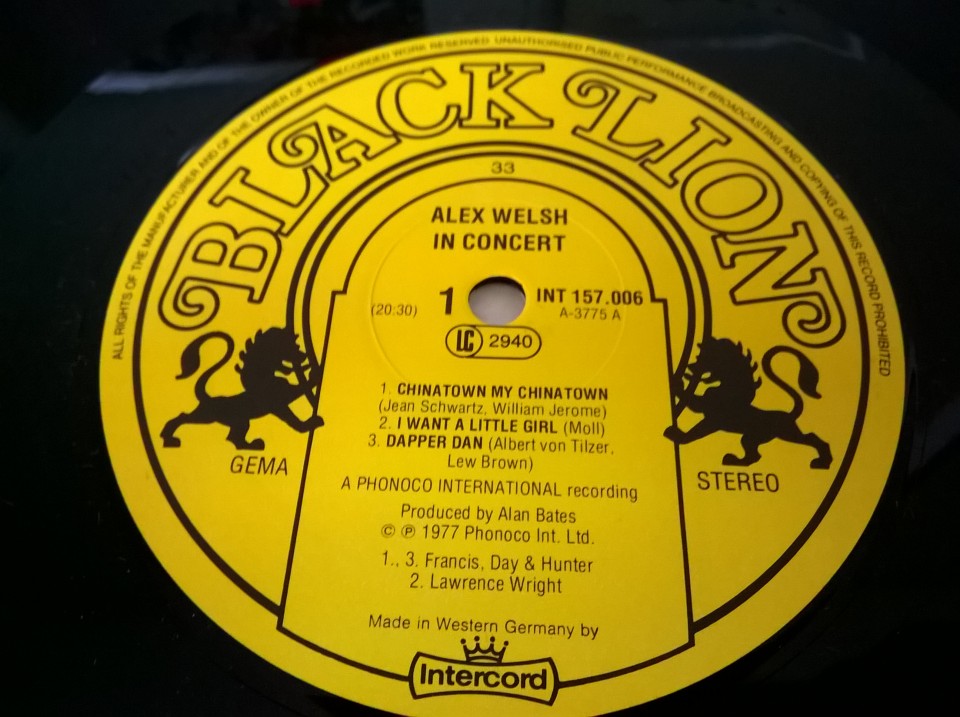 ALL RIGHTS OF THE MANUFACTURER AND OF THE OWNER OF THE RECORDED WORK RESERVED UNAUTHORISED PUBLIC PERFORMANCE BROADCASTING AND COPYING OF THIS RECORD PROHIBITED
BLACK LION
33
ALEX WELSH
IN CONCERT
(20:30) 1 INT 157.006
A-3775 A
LC 2940
1. CHINATOWN MY CHINATOWN
(Jean Schwartz, William Jerome)
2. I WANT A LITTLE GIRL (Moll)
3. DAPPER DAN (Albert von Tilzer,
Lew Brown)
GEMA
STEREO
A PHONOCO INTERNATIONAL recording
Produced by Alan Bates
© ℗ 1977 Phonoco Int. Ltd.
1., 3. Francis, Day & Hunter
2. Lawrence Wright
Made in Western Germany by
Intercord